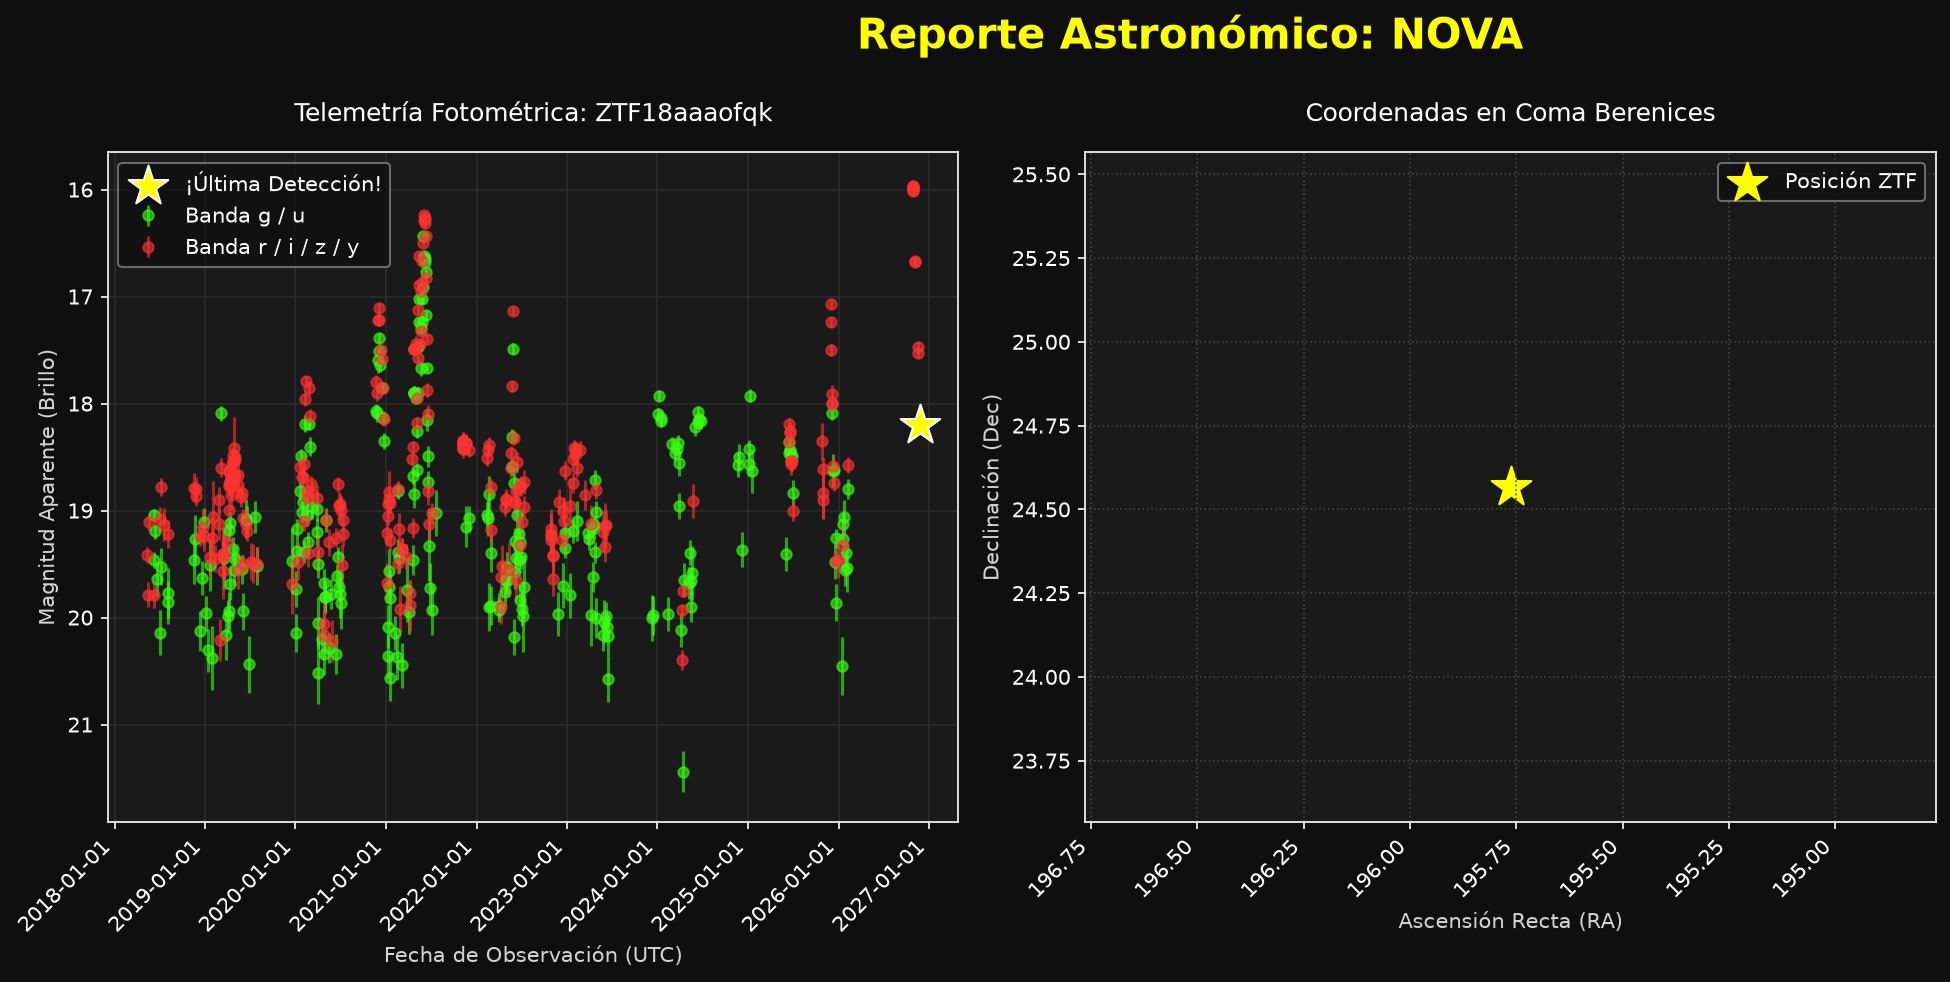 Reporte Astronómico: NOVA
Telemetría Fotométrica: ZTF18aaaofqk
¡Última Detección!
Banda g / u
Banda r / i / z / y
Magnitud Aparente (Brillo)
16
17
18
19
20
21
2018-01-01
2019-01-01
2020-01-01
2021-01-01
2022-01-01
2023-01-01
2024-01-01
2025-01-01
2026-01-01
2027-01-01
Fecha de Observación (UTC)
Coordenadas en Coma Berenices
Posición ZTF
Declinación (Dec)
25.50
25.25
25.00
24.75
24.50
24.25
24.00
23.75
196.75
196.50
196.25
196.00
195.75
195.50
195.25
195.00
Ascensión Recta (RA)